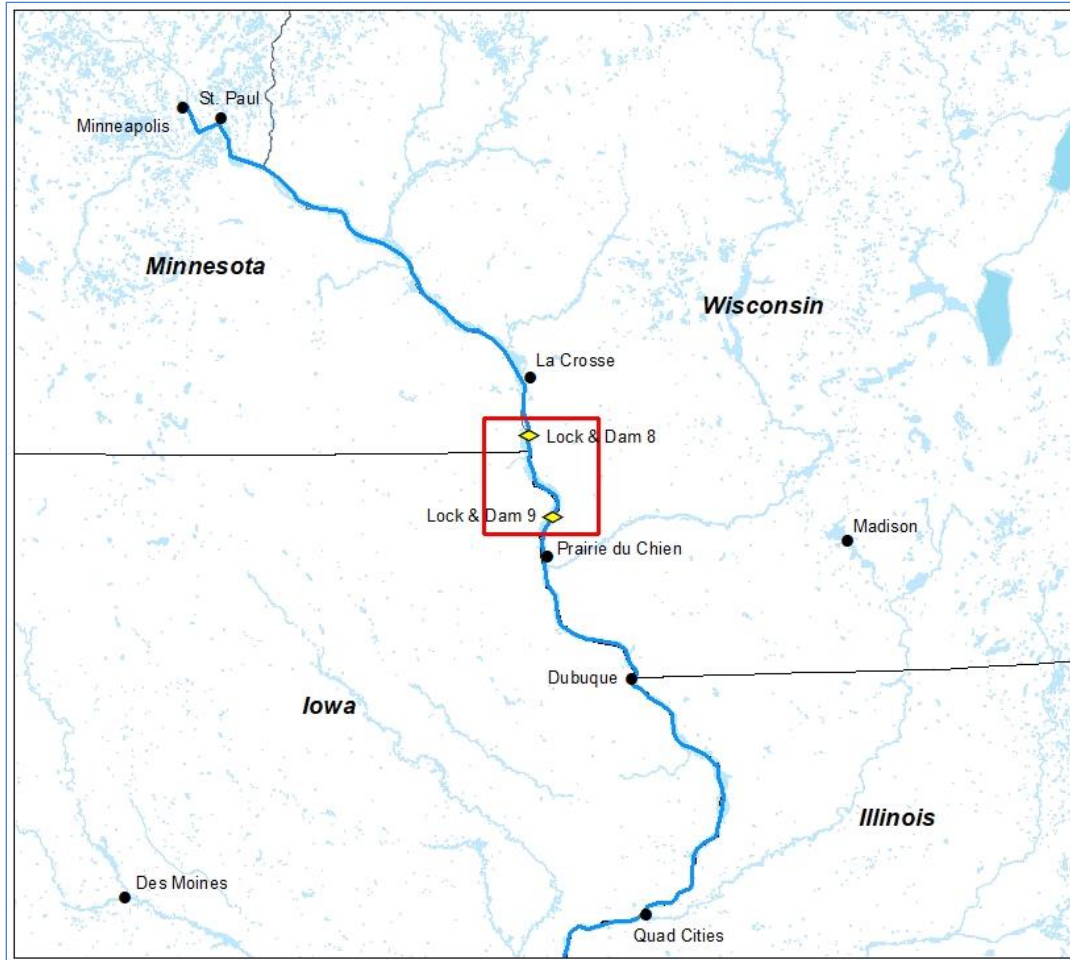 St. Paul
Minneapolis
Minnesota
Wisconsin
La Crosse
Lock & Dam 8
Lock & Dam 9
Madison
Prairie du Chien
Dubuque
Iowa
Illinois
Des Moines
Quad Cities